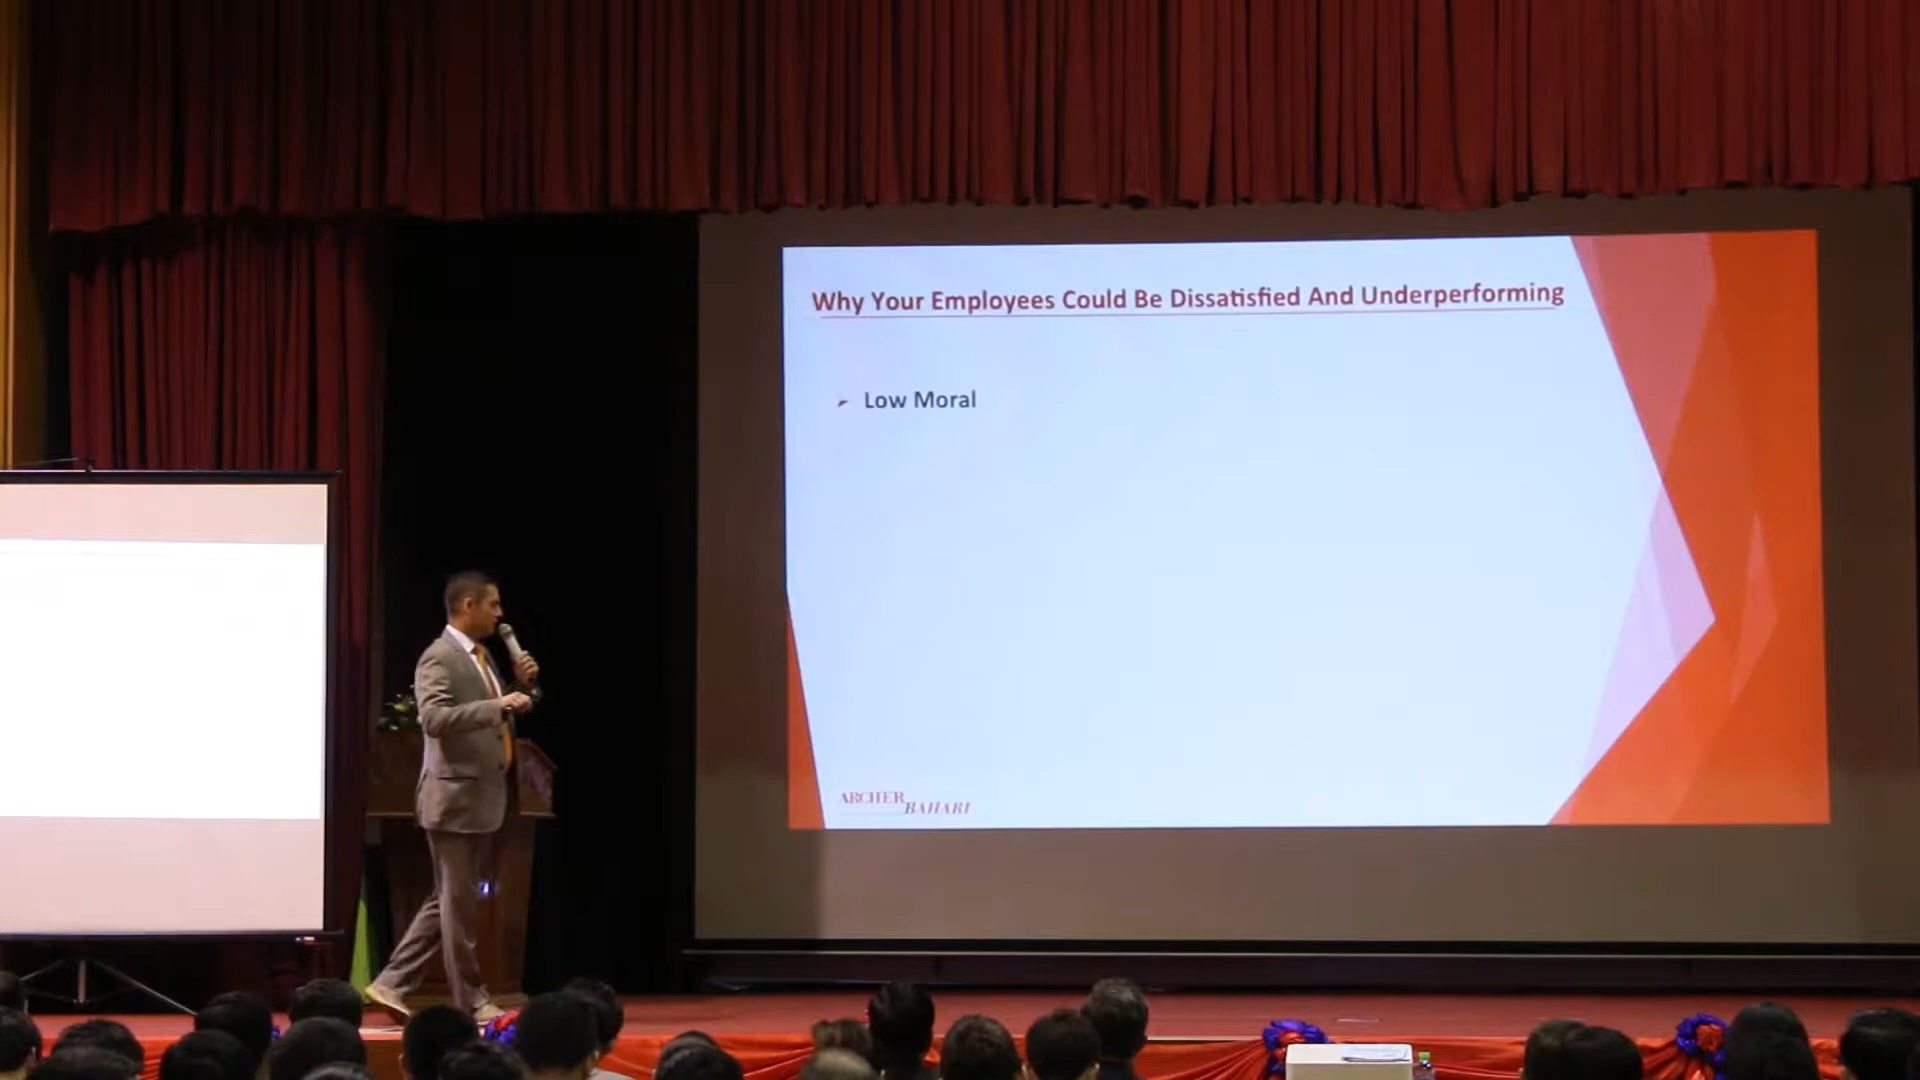 Why Your Employees Could Be Dissatisfied And Underperforming
Low Moral
ARCHER
BAHARI